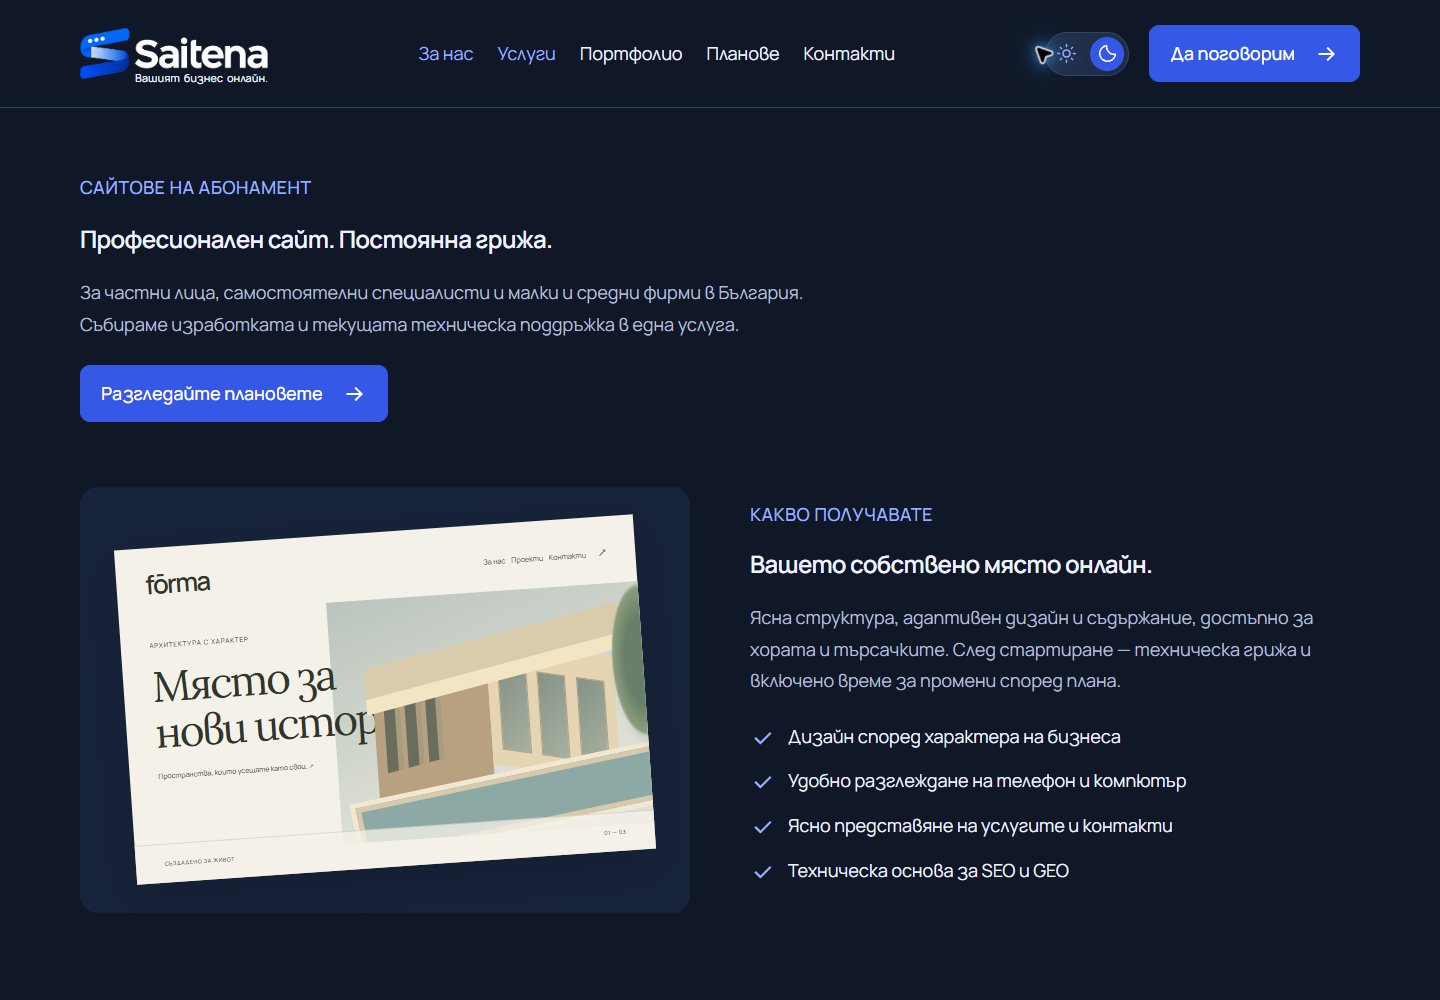 Saitena
Вашият бизнес онлайн.
За нас
Услуги
Портфолио
Планове
Контакти
Да поговорим
САЙТОВЕ НА АБОНАМЕНТ
Професионален сайт. Постоянна грижа.
За частни лица, самостоятелни специалисти и малки и средни фирми в България.
Събираме изработката и текущата техническа поддръжка в една услуга.
Разгледайте плановете
fōrma
За нас Проекти Контакти
АРХИТЕКТУРА С ХАРАКТЕР
Място за
нови истор
Пространства, които усещате като свои.
01 — 03
СЪЗДАДЕНО ЗА ЖИВОТ
КАКВО ПОЛУЧАВАТЕ
Вашето собствено място онлайн.
Ясна структура, адаптивен дизайн и съдържание, достъпно за
хората и търсачките. След стартиране — техническа грижа и
включено време за промени според плана.
Дизайн според характера на бизнеса
Удобно разглеждане на телефон и компютър
Ясно представяне на услугите и контакти
Техническа основа за SEO и GEO